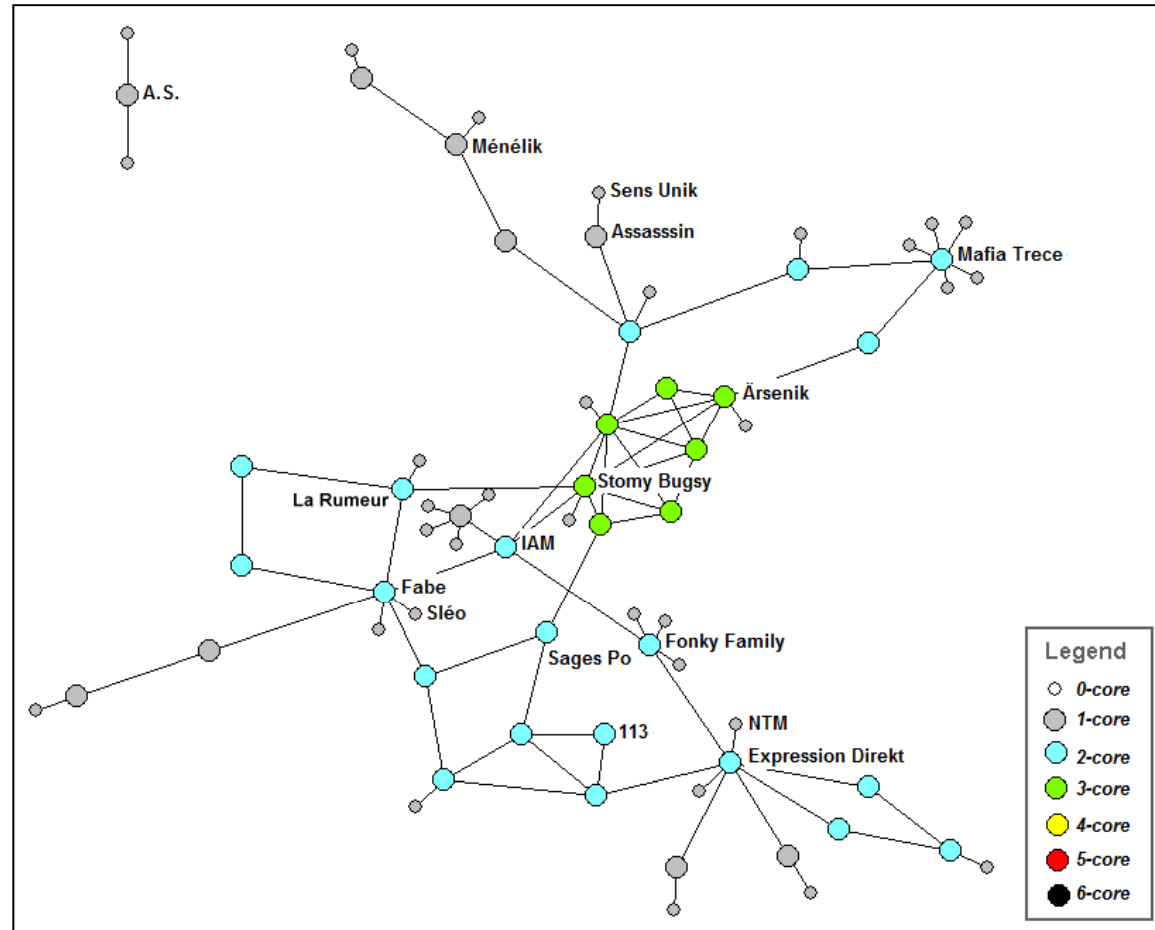 A.S.
Ménélik
Sens Unik
Assasssin
Mafia Trece
Ärsenik
Stomy Bugsy
La Rumeur
IAM
Fabe
Sléo
Fonky Family
Sages Po
NTM
113
Expression Direkt
Legend
0-core
1-core
2-core
3-core
4-core
5-core
6-core